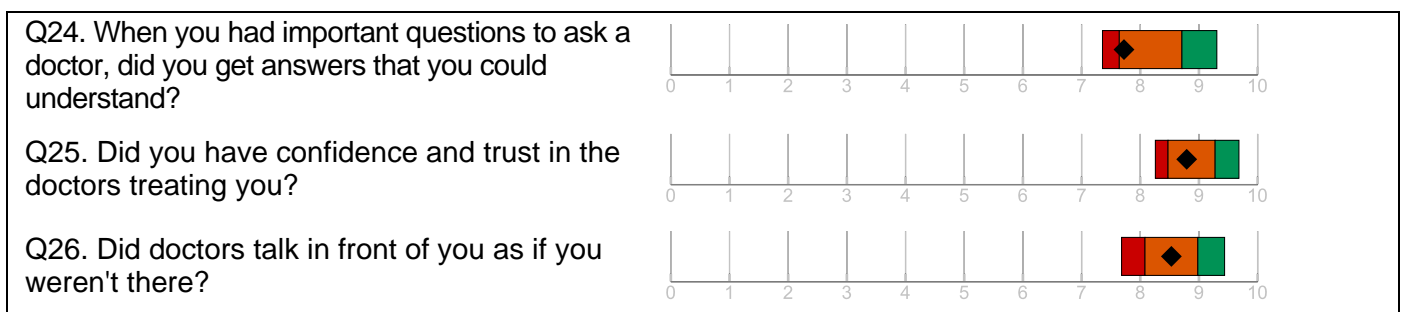 Q24. When you had important questions to ask a
doctor, did you get answers that you could
understand?
0 1 2 3 4 5 6 7 8 9 10
Q25. Did you have confidence and trust in the
doctors treating you?
0 1 2 3 4 5 6 7 8 9 10
Q26. Did doctors talk in front of you as if you
weren't there?
0 1 2 3 4 5 6 7 8 9 10